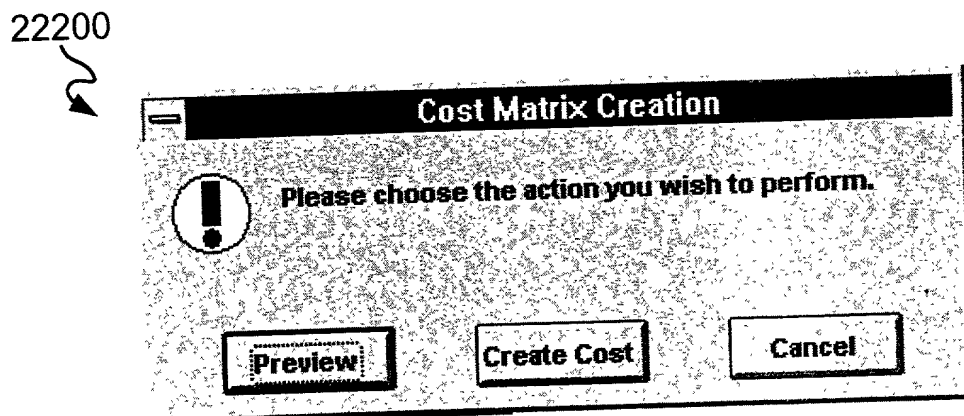 22200
Cost Matrix Creation
Please choose the action you wish to perform.
Preview Create Cost Cancel